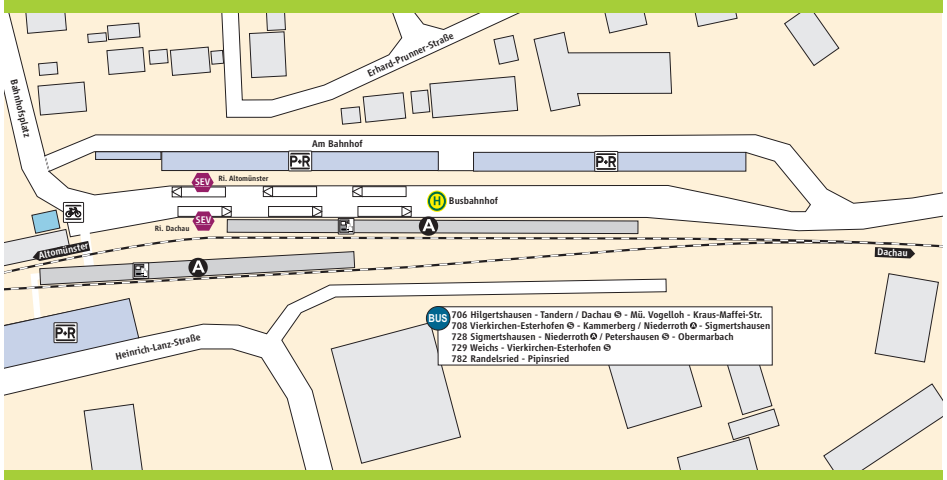 Erhard-Prunner-Straße
Bahnhofsplatz
Am Bahnhof
P+R
P+R
SEV
Ri. Altomünster
H Busbahnhof
SEV
Ri. Dachau
A
Altomünster
Dachau
A
P+R
Heinrich-Lanz-Straße
BUS
706 Hilgertshausen - Tandern / Dachau S - Mü. Vogelloh - Kraus-Maffei-Str.
708 Vierkirchen-Esterhofen S - Kammerberg / Niederroth A - Sigmertshausen
728 Sigmertshausen - Niederroth A / Petershausen S - Obermarbach
729 Weichs - Vierkirchen-Esterhofen S
782 Randelsried - Pipinsried